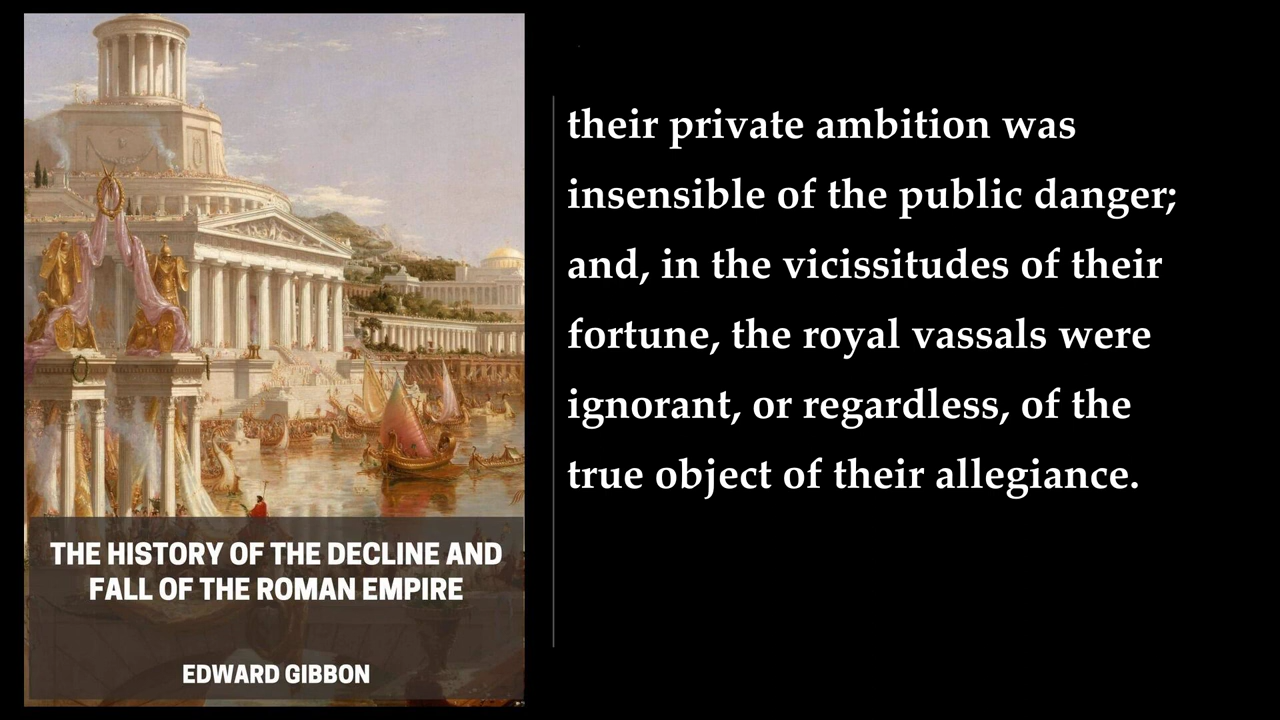 their private ambition was
insensible of the public danger;
and, in the vicissitudes of their
fortune, the royal vassals were
ignorant, or regardless, of the
true object of their allegiance.
THE HISTORY OF THE DECLINE AND
FALL OF THE ROMAN EMPIRE
EDWARD GIBBON